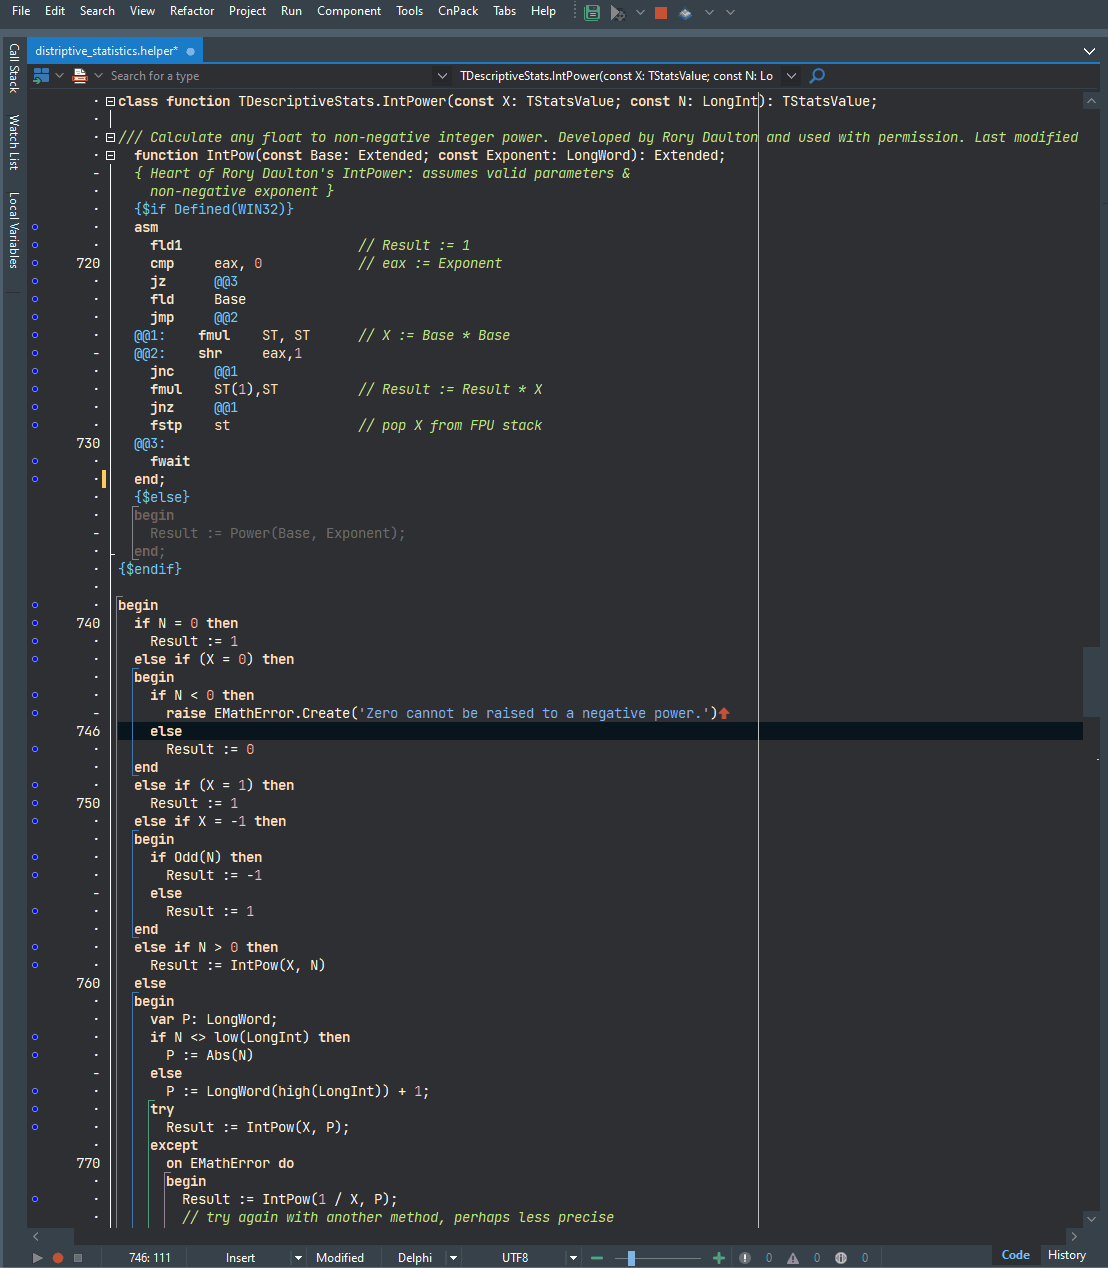 File Edit Search View Refactor Project Run Component Tools CnPack Tabs Help
Call Stack
Watch List
Local Variables
distriptive_statistics.helper*
Search for a type
TDescriptiveStats.IntPower(const X: TStatsValue; const N: Lo
class function TDescriptiveStats.IntPower(const X: TStatsValue; const N: LongInt): TStatsValue;
/// Calculate any float to non-negative integer power. Developed by Rory Daulton and used with permission. Last modified
function IntPow(const Base: Extended; const Exponent: LongWord): Extended;
{ Heart of Rory Daulton's IntPower: assumes valid parameters &
non-negative exponent }
{$if Defined(WIN32)}
asm
fld1 // Result := 1
720 cmp eax, 0 // eax := Exponent
jz @@3
fld Base
jmp @@2
@@1: fmul ST, ST // X := Base * Base
@@2: shr eax,1
jnc @@1
fmul ST(1),ST // Result := Result * X
jnz @@1
fstp st // pop X from FPU stack
730 @@3:
fwait
end;
{$else}
begin
Result := Power(Base, Exponent);
end;
{$endif}
begin
740 if N = 0 then
Result := 1
else if (X = 0) then
begin
if N < 0 then
raise EMathError.Create('Zero cannot be raised to a negative power.')
746 else
Result := 0
end
else if (X = 1) then
750 Result := 1
else if X = -1 then
begin
if Odd(N) then
Result := -1
else
Result := 1
end
else if N > 0 then
Result := IntPow(X, N)
760 else
begin
var P: LongWord;
if N <> low(LongInt) then
P := Abs(N)
else
P := LongWord(high(LongInt)) + 1;
try
Result := IntPow(X, P);
except
770 on EMathError do
begin
Result := IntPow(1 / X, P);
// try again with another method, perhaps less precise
746: 111 Insert Modified Delphi UTF8 0 0 0 Code History